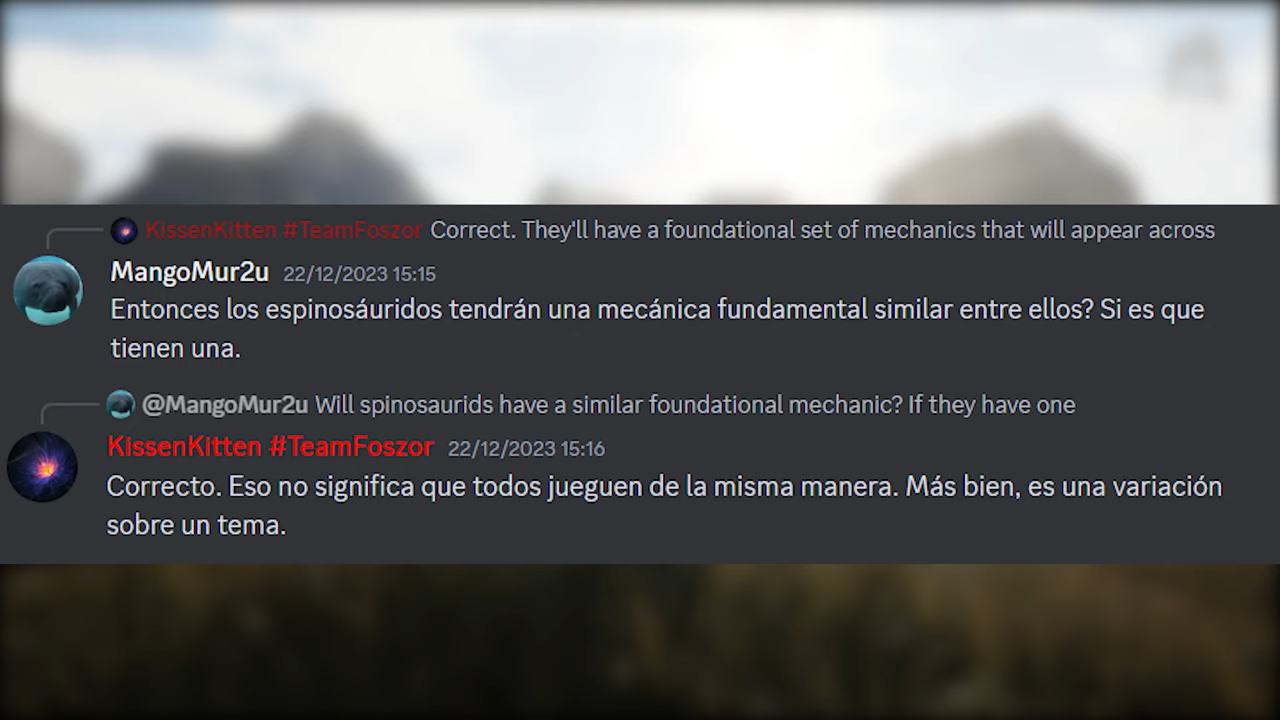 KissenKitten #TeamFoszor Correct. They'll have a foundational set of mechanics that will appear across
MangoMur2u 22/12/2023 15:15
Entonces los espinosáuridos tendrán una mecánica fundamental similar entre ellos? Si es que
tienen una.
@MangoMur2u Will spinosaurids have a similar foundational mechanic? If they have one
KissenKitten #TeamFoszor 22/12/2023 15:16
Correcto. Eso no significa que todos jueguen de la misma manera. Más bien, es una variación
sobre un tema.